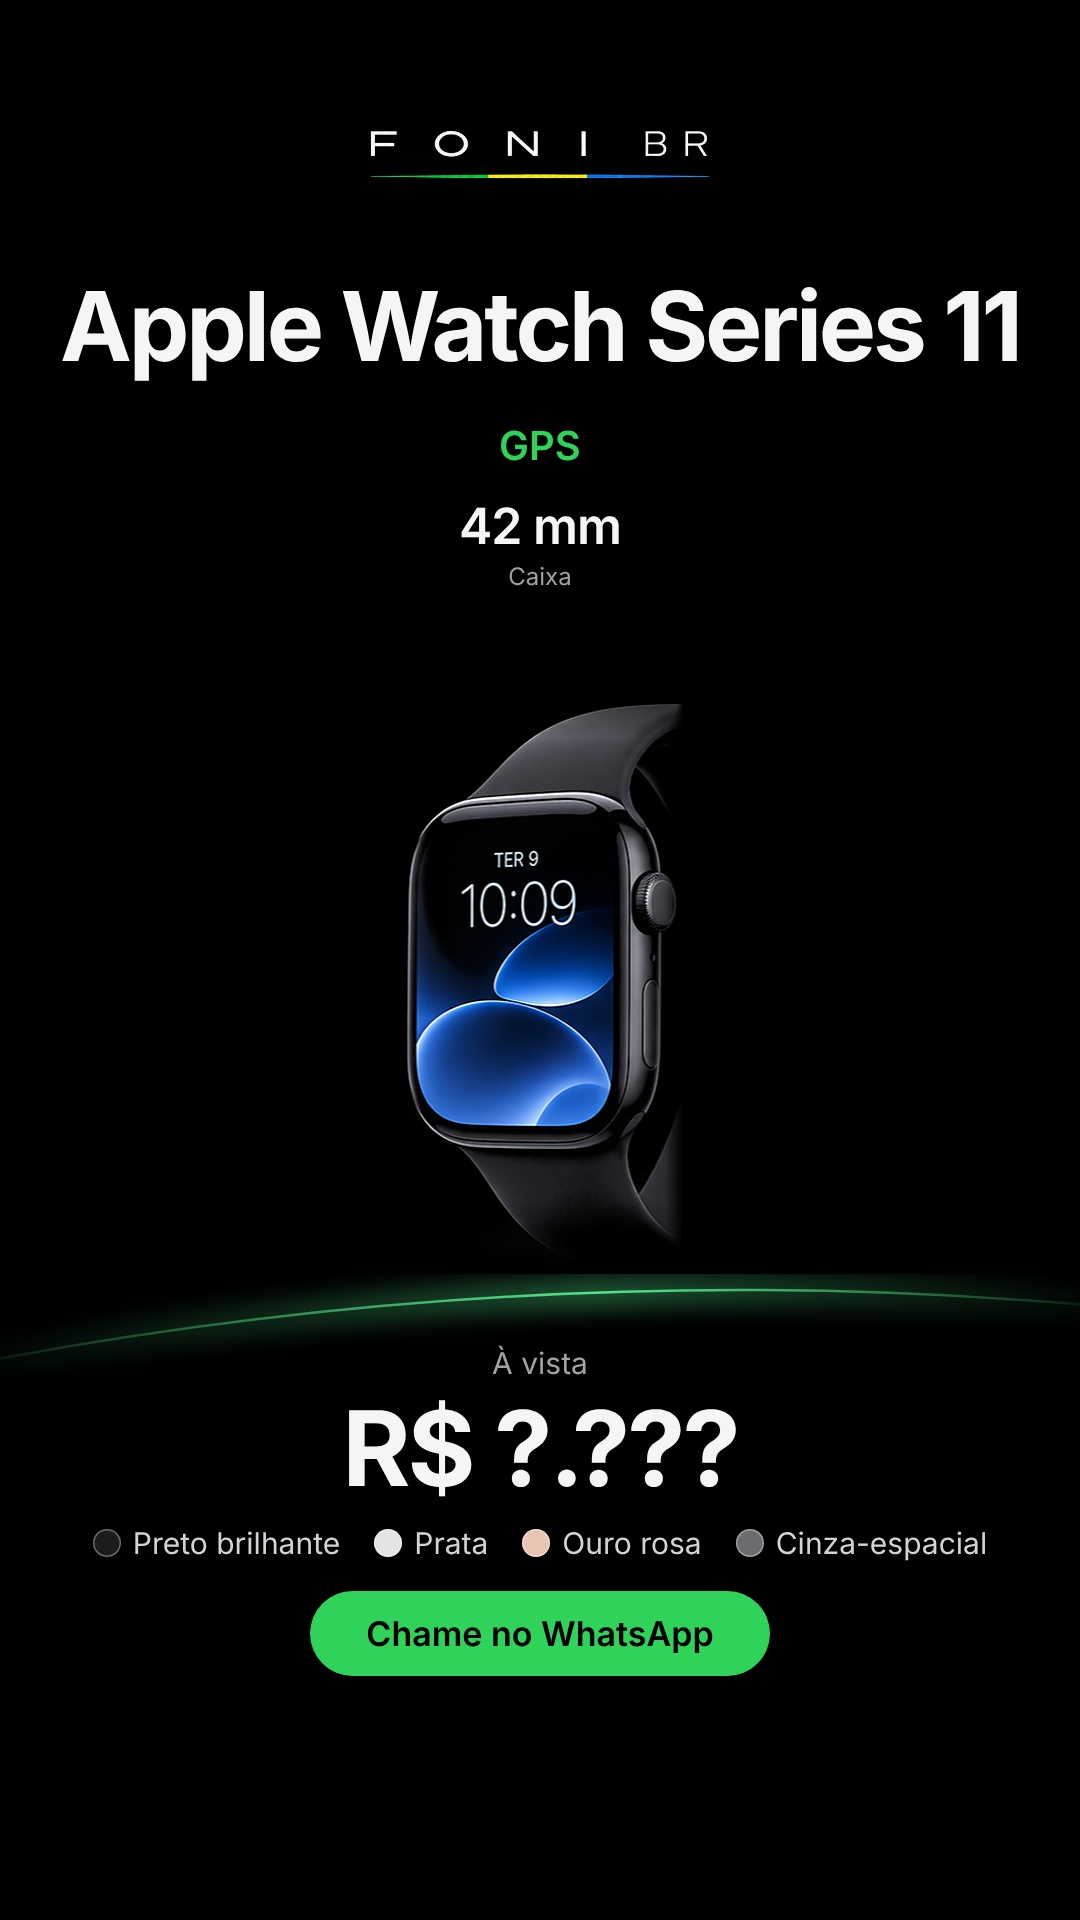 FONI BR
Apple Watch Series 11
GPS
42 mm
Caixa
TER 9
10:09
À vista
R$ ?.???
Preto brilhante Prata Ouro rosa Cinza-espacial
Chame no WhatsApp